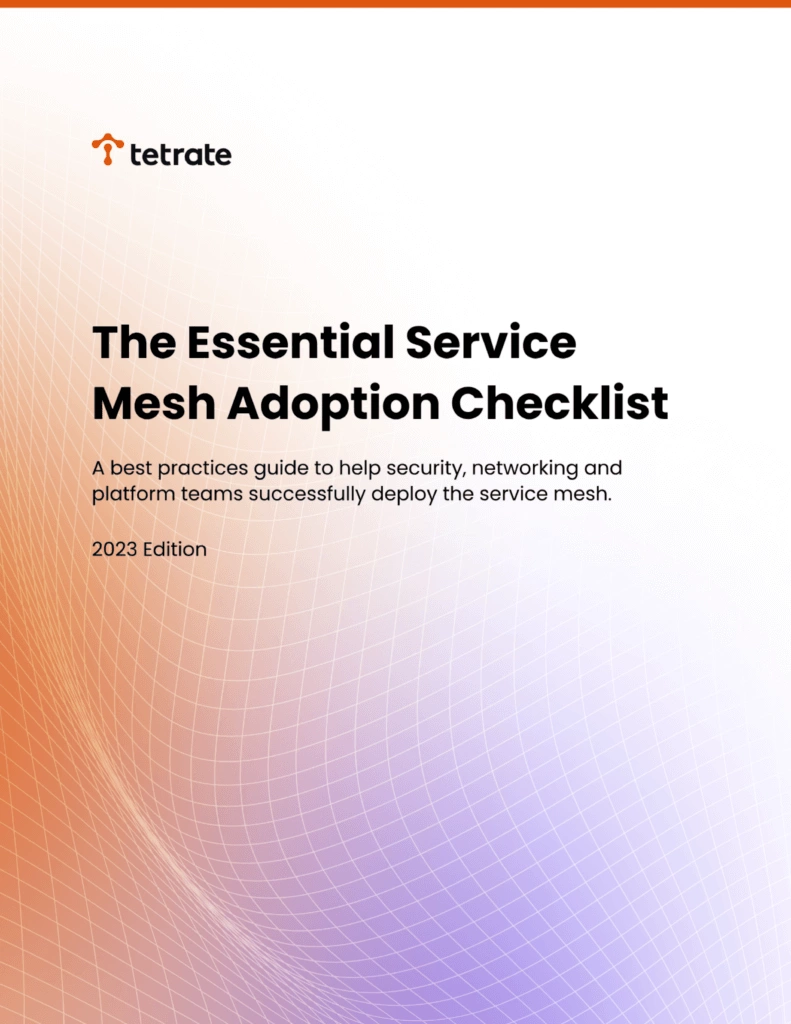 tetrate
The Essential Service
Mesh Adoption Checklist
A best practices guide to help security, networking and
platform teams successfully deploy the service mesh.
2023 Edition